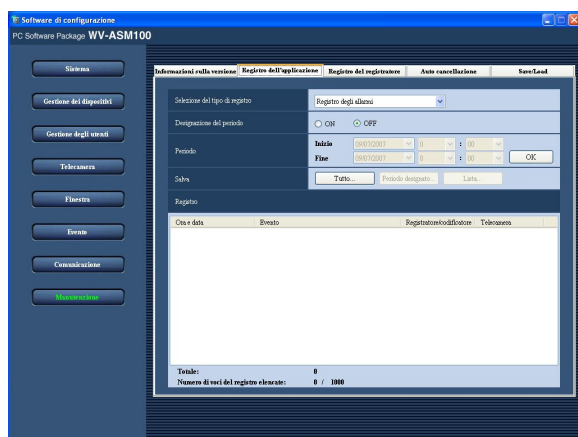 Software di configurazione
PC Software Package WV-ASM100
Sistema
Gestione dei dispositivi
Gestione degli utenti
Telecamera
Finestra
Evento
Comunicazione
Manutenzione
Informazioni sulla versione Registro dell'applicazione Registro del registratore Auto cancellazione Save/Load
Selezione del tipo di registro Registro degli allarmi
Designazione del periodo ON OFF
Inizio 09/07/2007 0 : 00
Periodo
Fine 09/07/2007 0 : 00 OK
Salva Tutto... Periodo designato... Lista...
Registro
Ora e data Evento Registratore/codificatore Telecamera
Totale: 0
Numero di voci del registro elencate: 0 / 1000